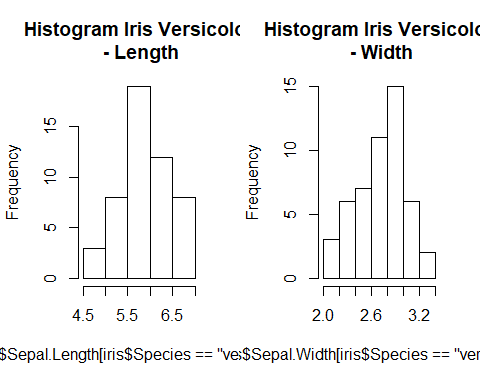 Histogram Iris Versicolo
- Length
Frequency
0
5
10
15
4.5
5.5
6.5
$Sepal.Length[iris$Species == "ve
Histogram Iris Versicolo
- Width
Frequency
0
5
10
15
2.0
2.6
3.2
$Sepal.Width[iris$Species == "ver